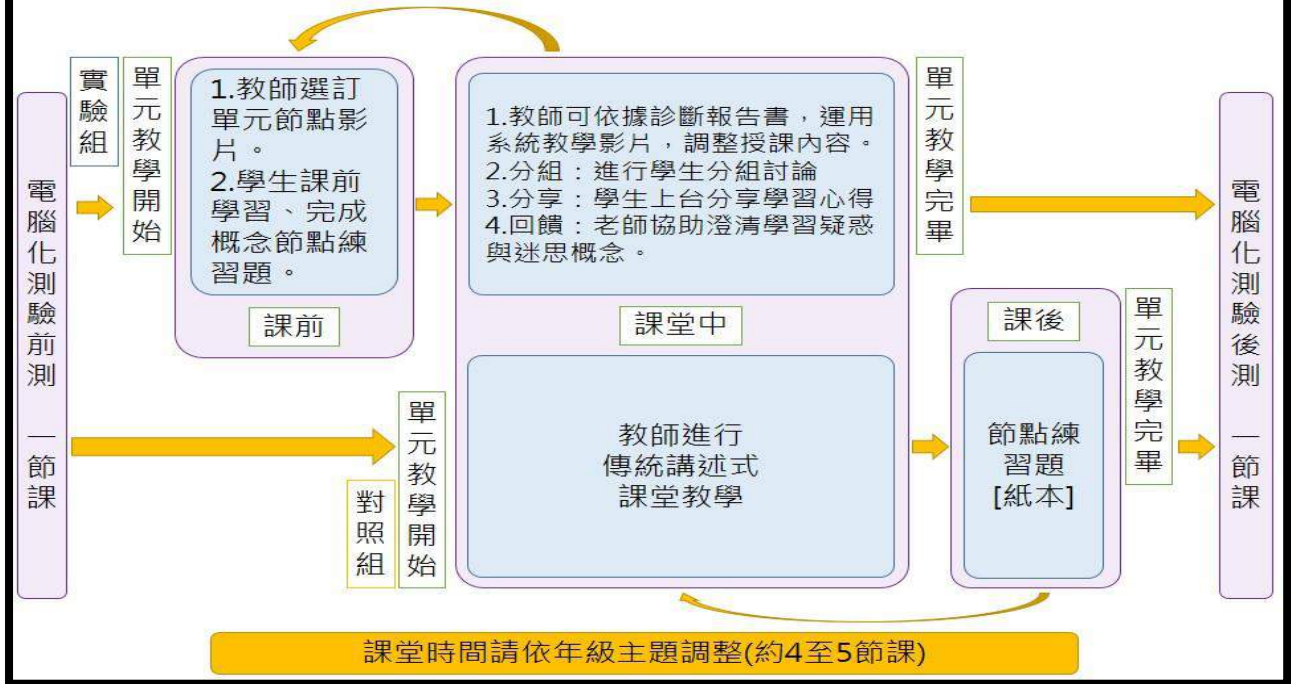 電腦化測驗前測 一節課
實驗組
單元教學開始
1.教師選訂
單元節點影
片。
2.學生課前
學習、完成
概念節點練
習題。
課前
1.教師可依據診斷報告書，運用
系統教學影片，調整授課內容。
2.分組：進行學生分組討論
3.分享：學生上台分享學習心得
4.回饋：老師協助澄清學習疑惑
與迷思概念。
課堂中
單元教學完畢
對照組
單元教學開始
教師進行
傳統講述式
課堂教學
課後
節點練
習題
[紙本]
單元教學完畢
電腦化測驗後測 一節課
課堂時間請依年級主題調整(約4至5節課)